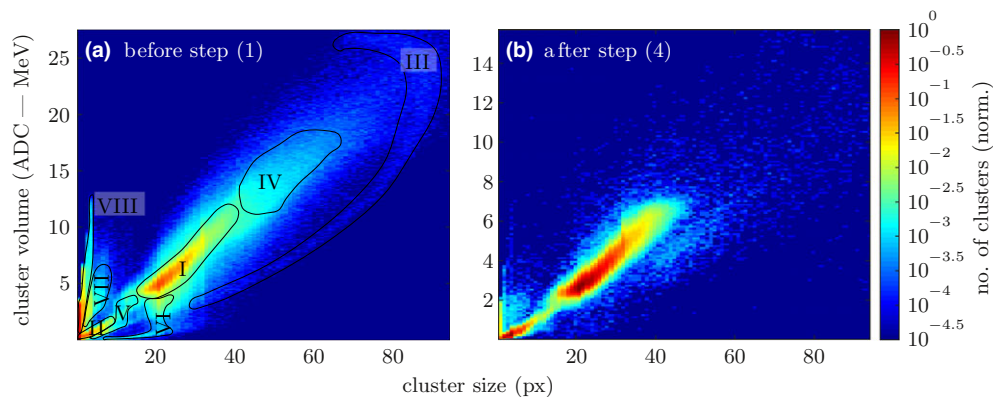 (a) before step (1)
(b) after step (4)
cluster volume (ADC — MeV)
25
20
15
10
5
20
40
60
80
I
II
III
IV
V
VI
VII
VIII
14
12
10
8
6
4
2
20
40
60
80
cluster size (px)
10^0
10^-0.5
10^-1
10^-1.5
10^-2
10^-2.5
10^-3
10^-3.5
10^-4
10^-4.5
10
no. of clusters (norm.)